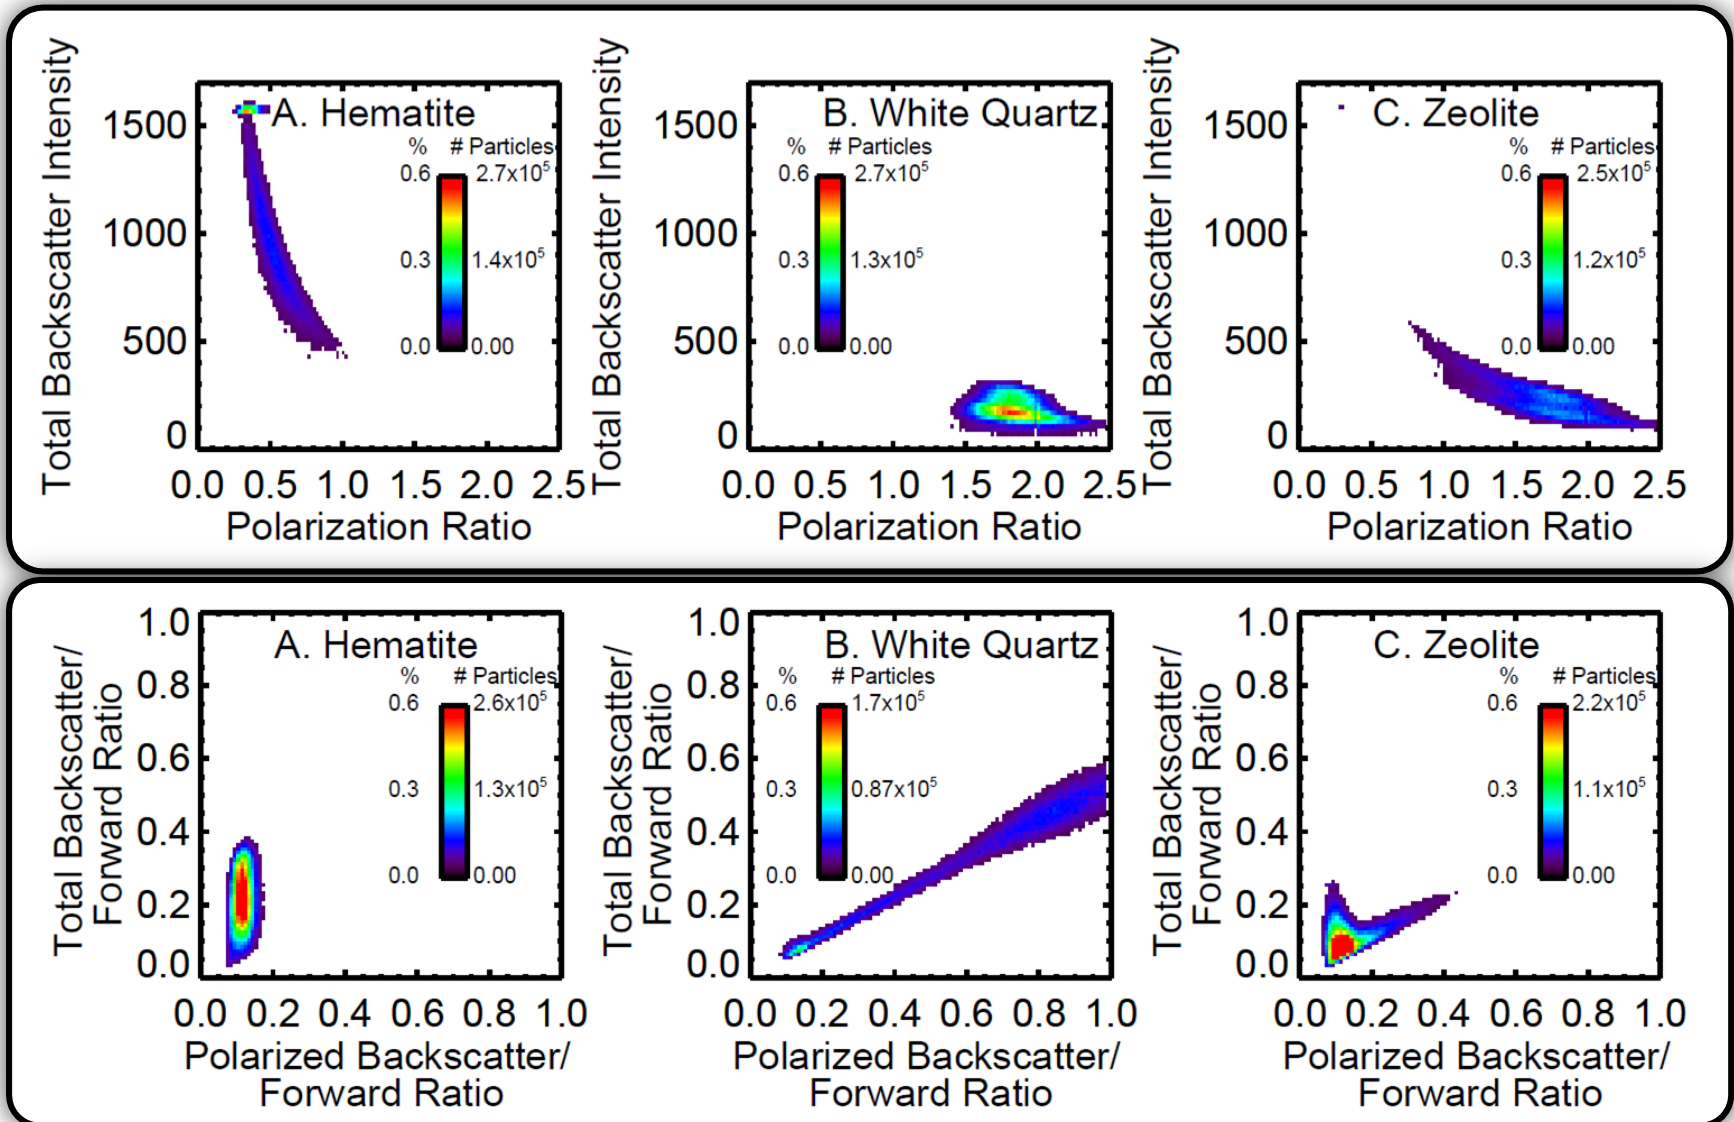 Total Backscatter Intensity
1500
1000
500
0
A. Hematite
% # Particles
0.6 2.7x10⁵
0.3 1.4x10⁵
0.0 0.00
0.0 0.5 1.0 1.5 2.0 2.5
Polarization Ratio
Total Backscatter Intensity
1500
1000
500
0
B. White Quartz
% # Particles
0.6 2.7x10⁵
0.3 1.3x10⁵
0.0 0.00
0.0 0.5 1.0 1.5 2.0 2.5
Polarization Ratio
Total Backscatter Intensity
1500
1000
500
0
C. Zeolite
% # Particles
0.6 2.5x10⁵
0.3 1.2x10⁵
0.0 0.00
0.0 0.5 1.0 1.5 2.0 2.5
Polarization Ratio
Total Backscatter/
Forward Ratio
1.0
0.8
0.6
0.4
0.2
0.0
A. Hematite
% # Particles
0.6 2.6x10⁵
0.3 1.3x10⁵
0.0 0.00
0.0 0.2 0.4 0.6 0.8 1.0
Polarized Backscatter/
Forward Ratio
Total Backscatter/
Forward Ratio
1.0
0.8
0.6
0.4
0.2
0.0
B. White Quartz
% # Particles
0.6 1.7x10⁵
0.3 0.87x10⁵
0.0 0.00
0.0 0.2 0.4 0.6 0.8 1.0
Polarized Backscatter/
Forward Ratio
Total Backscatter/
Forward Ratio
1.0
0.8
0.6
0.4
0.2
0.0
C. Zeolite
% # Particles
0.6 2.2x10⁵
0.3 1.1x10⁵
0.0 0.00
0.0 0.2 0.4 0.6 0.8 1.0
Polarized Backscatter/
Forward Ratio